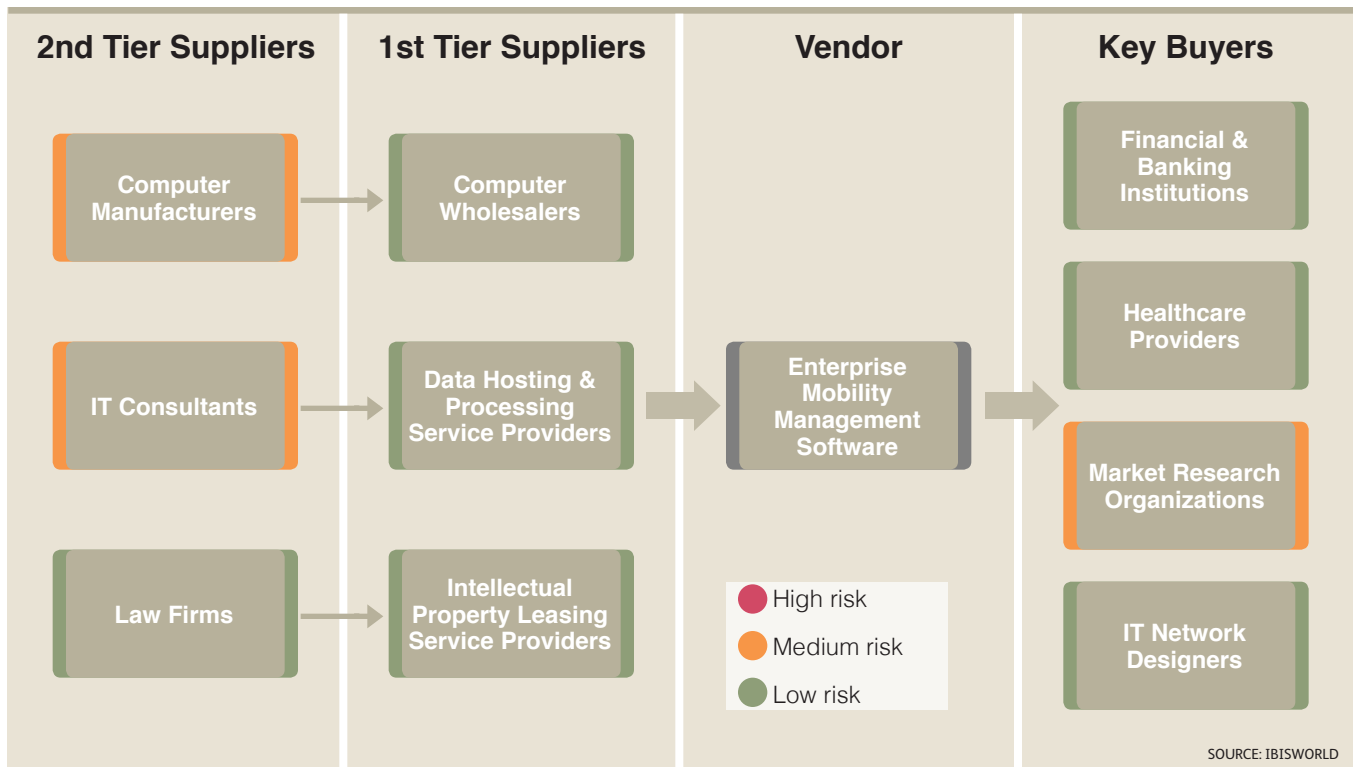 2nd Tier Suppliers
1st Tier Suppliers
Vendor
Key Buyers
Computer
Manufacturers
IT Consultants
Law Firms
Computer
Wholesalers
Data Hosting &
Processing
Service Providers
Intellectual
Property Leasing
Service Providers
Enterprise
Mobility
Management
Software
High risk
Medium risk
Low risk
Financial &
Banking
Institutions
Healthcare
Providers
Market Research
Organizations
IT Network
Designers
SOURCE: IBISWORLD